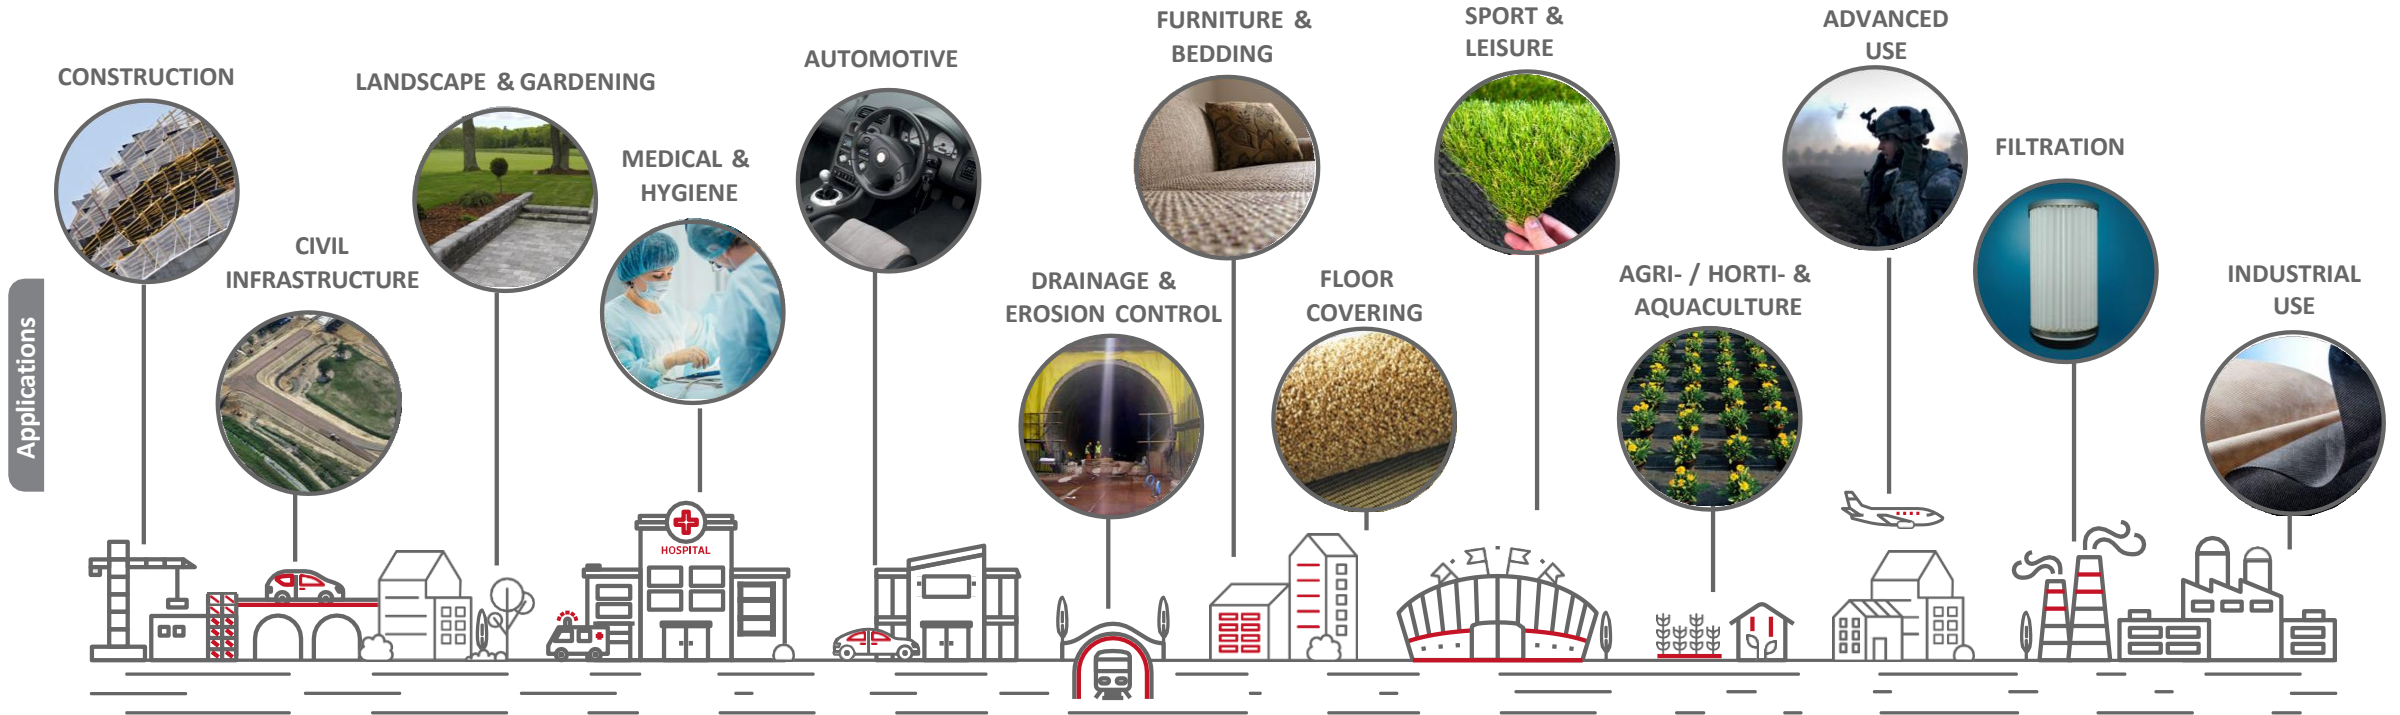 Applications
CONSTRUCTION
CIVIL
INFRASTRUCTURE
LANDSCAPE & GARDENING
MEDICAL &
HYGIENE
AUTOMOTIVE
DRAINAGE &
EROSION CONTROL
FURNITURE &
BEDDING
FLOOR
COVERING
SPORT &
LEISURE
AGRI- / HORTI- &
AQUACULTURE
ADVANCED
USE
FILTRATION
INDUSTRIAL
USE
HOSPITAL